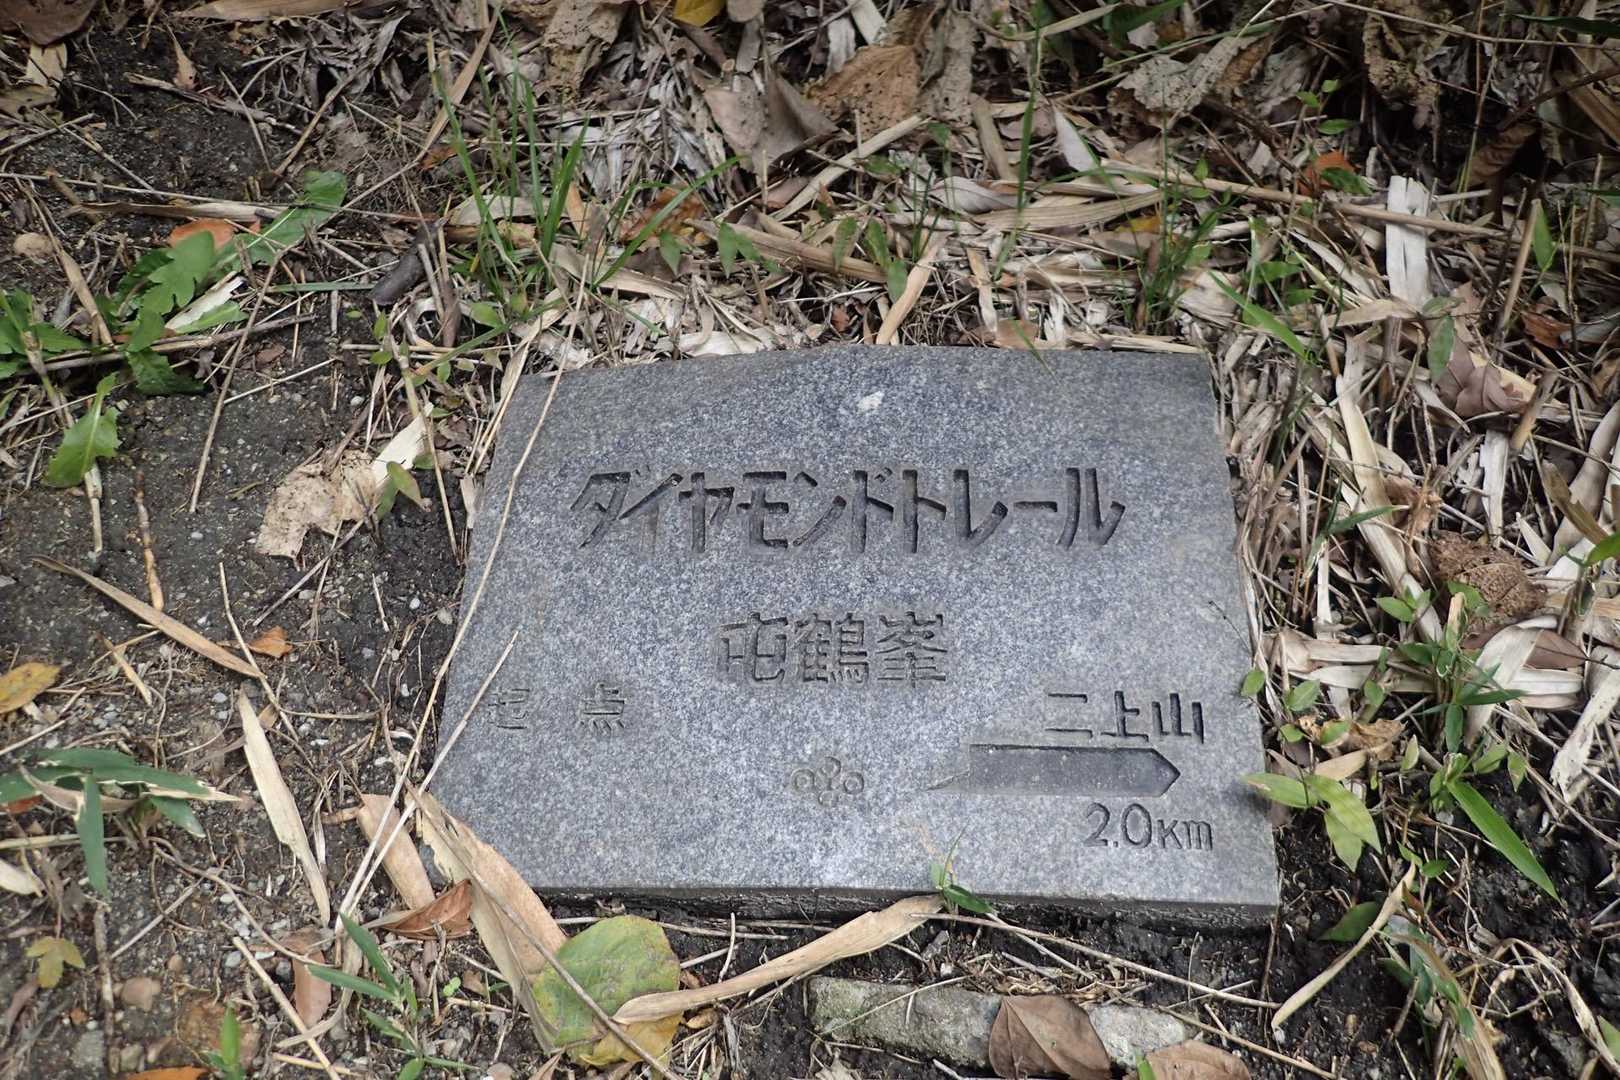 ダイヤモンドトレール
屯鶴峯
起点
二上山
2.0Km